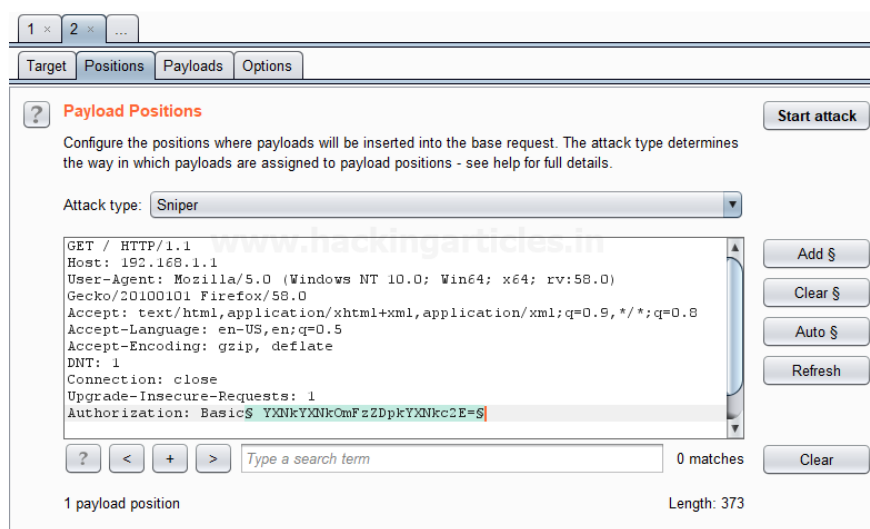 1 × 2 × ...
Target Positions Payloads Options
? Payload Positions
Start attack
Configure the positions where payloads will be inserted into the base request. The attack type determines
the way in which payloads are assigned to payload positions - see help for full details.
Attack type: Sniper
www.hackingarticles.in
GET / HTTP/1.1
Host: 192.168.1.1
User-Agent: Mozilla/5.0 (Windows NT 10.0; Win64; x64; rv:58.0)
Gecko/20100101 Firefox/58.0
Accept: text/html,application/xhtml+xml,application/xml;q=0.9,*/*;q=0.8
Accept-Language: en-US,en;q=0.5
Accept-Encoding: gzip, deflate
DNT: 1
Connection: close
Upgrade-Insecure-Requests: 1
Authorization: Basic§ YXNkYXNkOmFzZDpkYXNkc2E=§
Add §
Clear §
Auto §
Refresh
? < + > Type a search term 0 matches Clear
1 payload position Length: 373